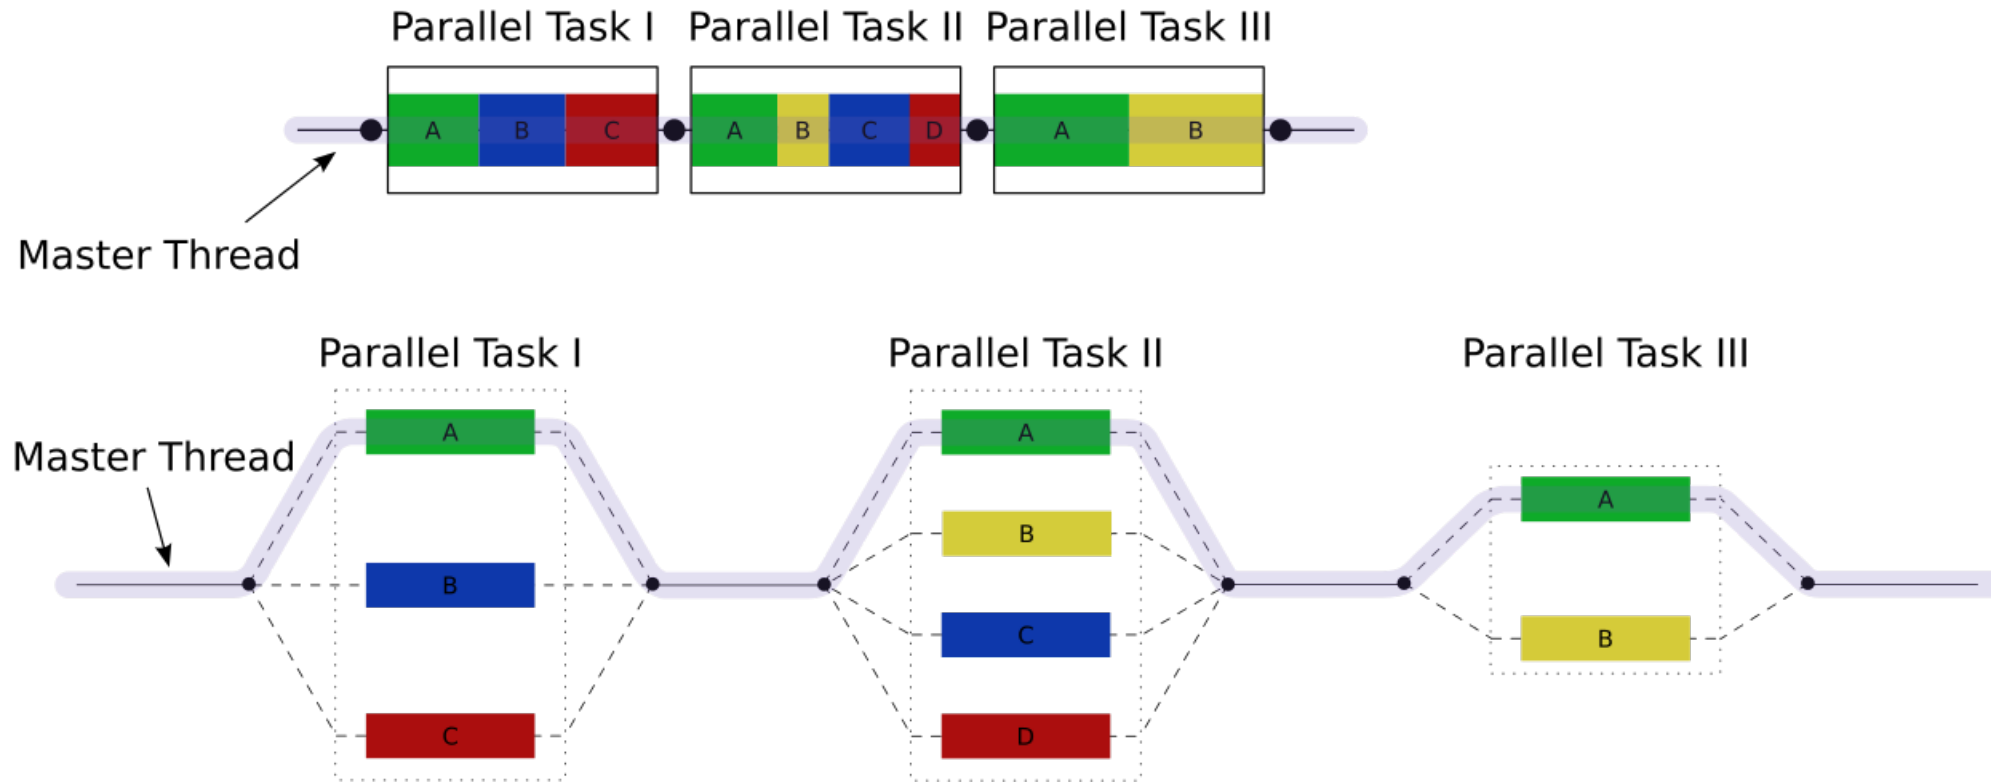 Parallel Task I
Parallel Task II
Parallel Task III
A
B
C
A
B
C
D
A
B
Master Thread
Parallel Task I
Parallel Task II
Parallel Task III
Master Thread
A
B
C
A
B
C
D
A
B